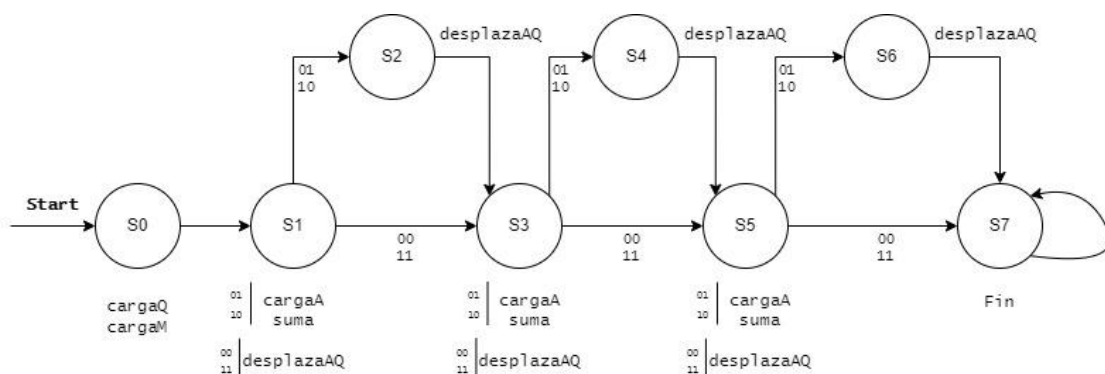 S2
desplazaAQ
S4
desplazaAQ
S6
desplazaAQ
01
10
01
10
01
10
Start
S0
S1
S3
S5
S7
00
11
00
11
00
11
cargaQ
cargaM
01
10
cargaA
suma
00
11
desplazaAQ
01
10
cargaA
suma
00
11
desplazaAQ
01
10
cargaA
suma
00
11
desplazaAQ
Fin